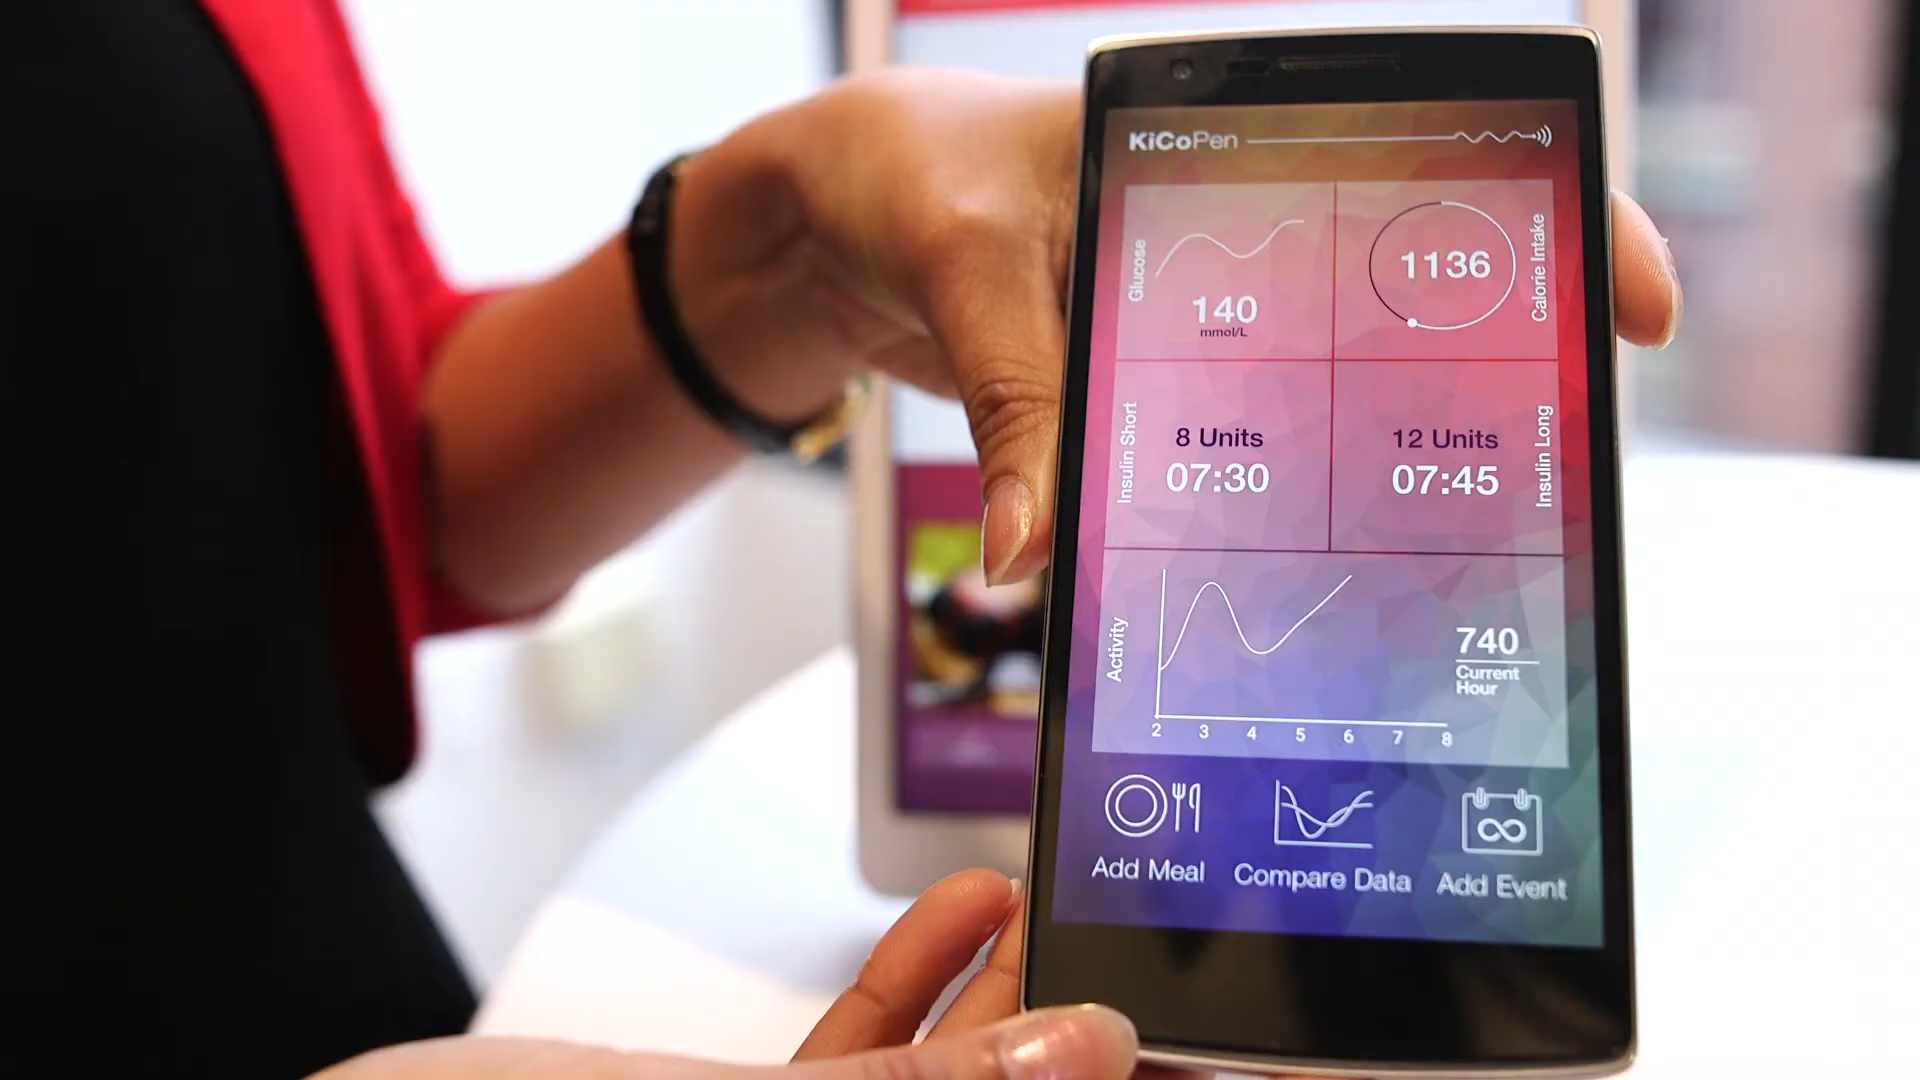 KiCoPen
Glucose
140
mmol/L
1136
Calorie Intake
Insulin Short
8 Units
07:30
12 Units
07:45
Insulin Long
Activity
2 3 4 5 6 7 8
740
Current
Hour
Add Meal
Compare Data
Add Event